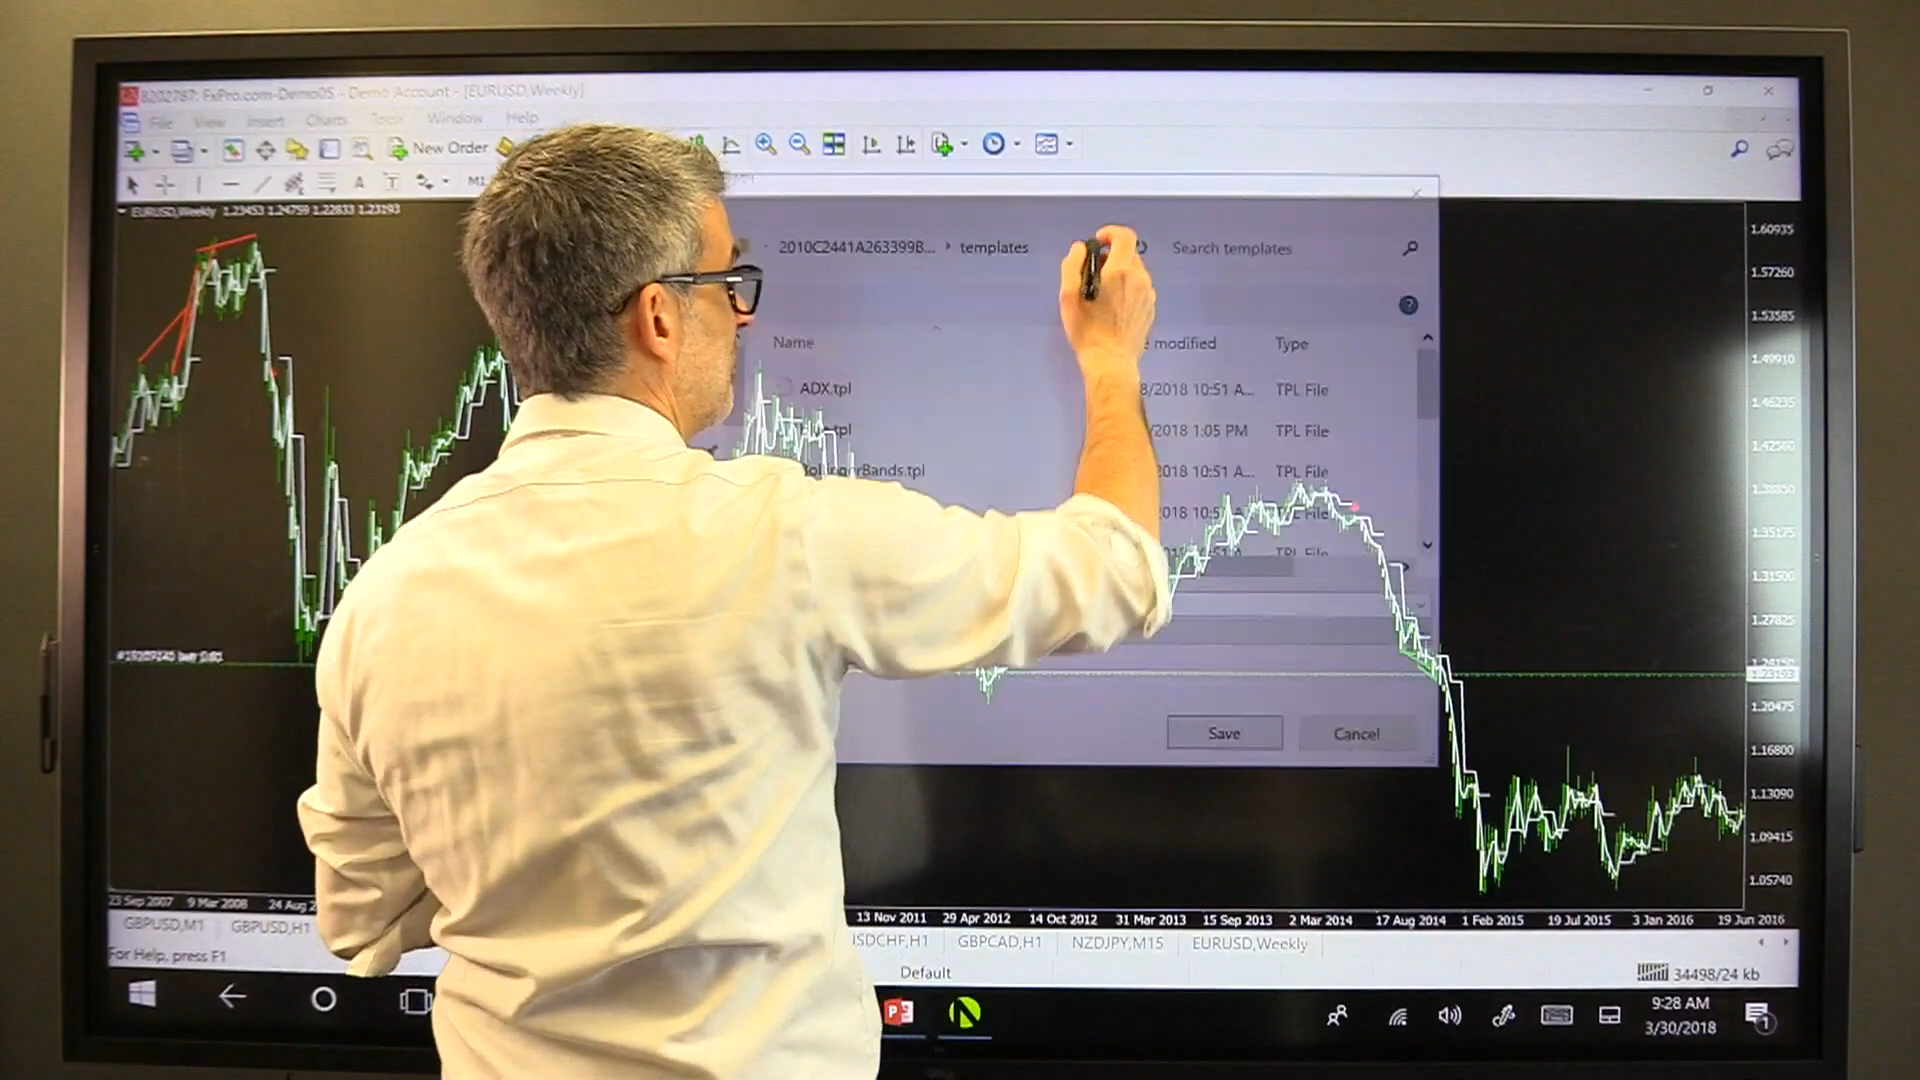 8202787: FxPro.com-Demo05 - Demo Account - [EURUSD,Weekly]
File View Insert Charts Tools Window Help
New Order
A T M1
EURUSD,Weekly 1.23453 1.24759 1.22833 1.23193
2010C2441A263399B... › templates
Search templates
Name
modified
Type
ADX.tpl
8/2018 10:51 A...
TPL File
.tpl
/2018 1:05 PM
TPL File
BollingerBands.tpl
2018 10:51 A...
TPL File
TPL File
TPL File
Save
Cancel
1.60935
1.57260
1.53585
1.49910
1.46235
1.42560
1.38850
1.35175
1.31500
1.27825
1.24150
1.23193
1.20475
1.16800
1.13090
1.09415
1.05740
23 Sep 2007 9 Mar 2008 24 Aug 2
13 Nov 2011 29 Apr 2012 14 Oct 2012 31 Mar 2013 15 Sep 2013 2 Mar 2014 17 Aug 2014 1 Feb 2015 19 Jul 2015 3 Jan 2016 19 Jun 2016
GBPUSD,M1 GBPUSD,H1
USDCHF,H1 GBPCAD,H1 NZDJPY,M15 EURUSD,Weekly
For Help, press F1
Default
34498/24 kb
9:28 AM
3/30/2018
1